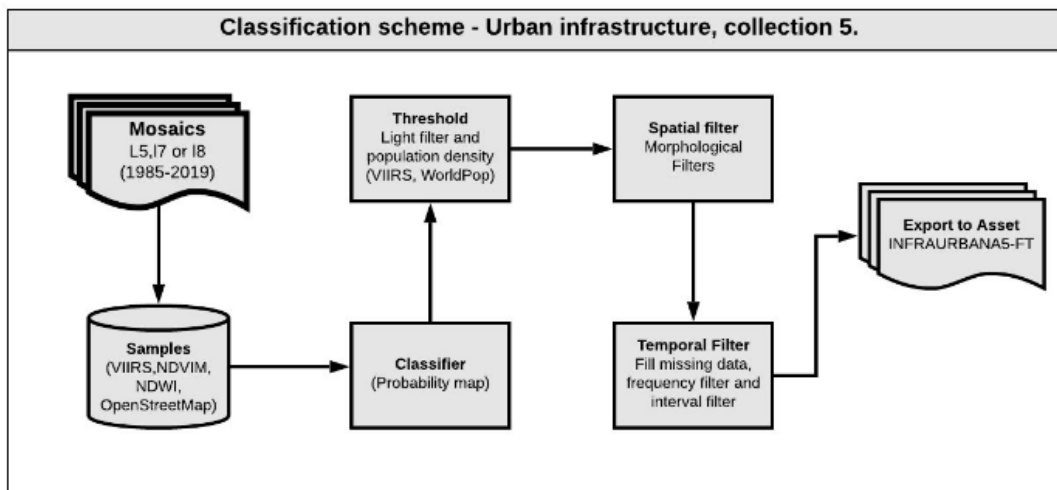 Classification scheme - Urban infrastructure, collection 5.
Mosaics
L5,l7 or l8
(1985-2019)
Samples
(VIIRS,NDVIM,
NDWI,
OpenStreetMap)
Classifier
(Probability map)
Threshold
Light filter and
population density
(VIIRS, WorldPop)
Spatial filter
Morphological
Filters
Temporal Filter
Fill missing data,
frequency filter and
interval filter
Export to Asset
INFRAURBANA5-FT